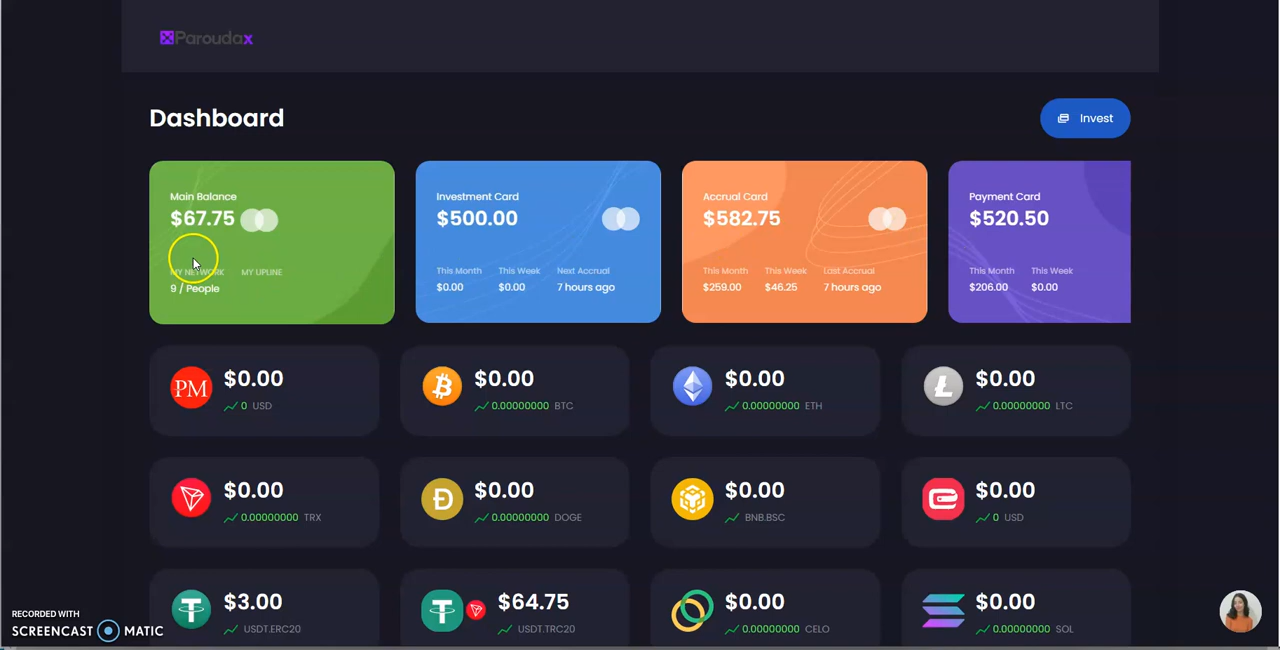 Paroudax
Dashboard
Invest
Main Balance
$67.75
MY NETWORK MY UPLINE
9 / People
Investment Card
$500.00
This Month This Week Next Accrual
$0.00 $0.00 7 hours ago
Accrual Card
$582.75
This Month This Week Last Accrual
$259.00 $46.25 7 hours ago
Payment Card
$520.50
This Month This Week
$206.00 $0.00
PM
$0.00
0 USD
$0.00
0.00000000 BTC
$0.00
0.00000000 ETH
$0.00
0.00000000 LTC
$0.00
0.00000000 TRX
$0.00
0.00000000 DOGE
$0.00
BNB.BSC
$0.00
0 USD
$3.00
USDT.ERC20
$64.75
USDT.TRC20
$0.00
0.00000000 CELO
$0.00
0.00000000 SOL
RECORDED WITH
SCREENCAST MATIC